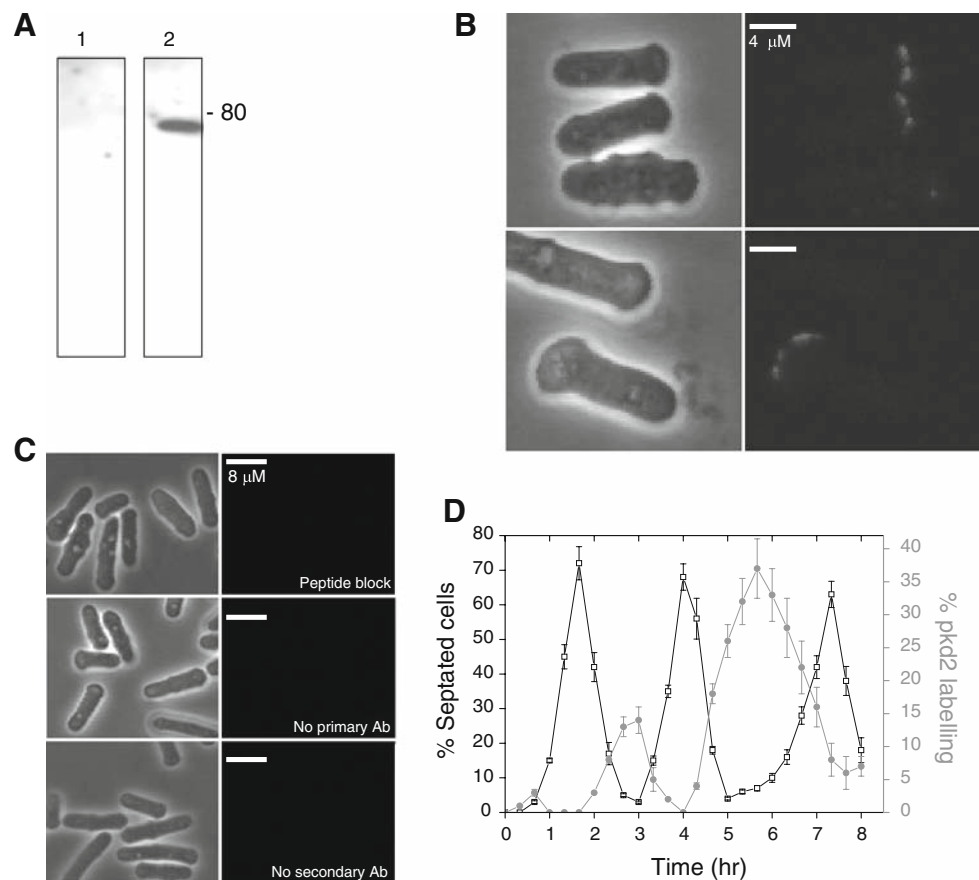 A
1 2
- 80
B
4 μM
C
8 μM
Peptide block
No primary Ab
No secondary Ab
D
% Septated cells
80
70
60
50
40
30
20
10
0
0 1 2 3 4 5 6 7 8
Time (hr)
40
35
30
25
20
15
10
5
0
% pkd2 labelling